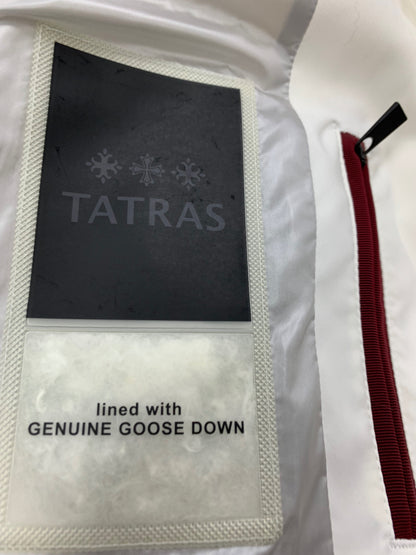 TATRAS
lined with
GENUINE GOOSE DOWN